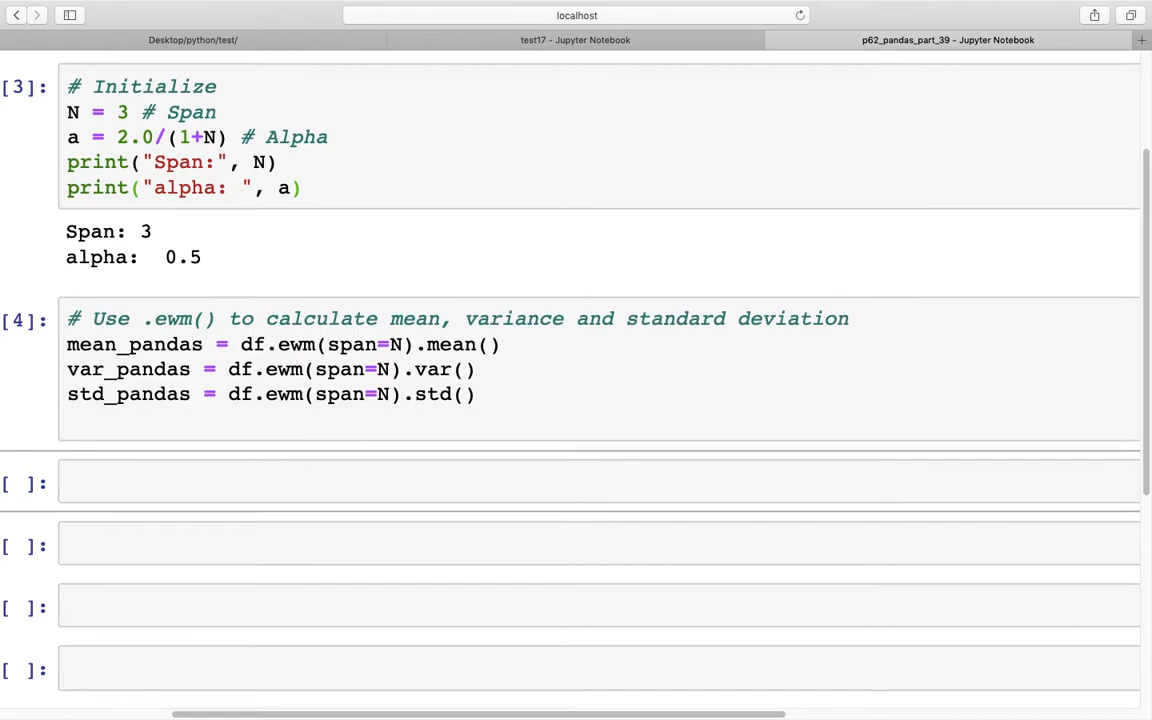 localhost
Desktop/python/test/
test17 - Jupyter Notebook
p62_pandas_part_39 - Jupyter Notebook
[3]:
# Initialize
N = 3 # Span
a = 2.0/(1+N) # Alpha
print("Span:", N)
print("alpha: ", a)
Span: 3
alpha:  0.5
[4]:
# Use .ewm() to calculate mean, variance and standard deviation
mean_pandas = df.ewm(span=N).mean()
var_pandas = df.ewm(span=N).var()
std_pandas = df.ewm(span=N).std()
[ ]:
[ ]:
[ ]:
[ ]: